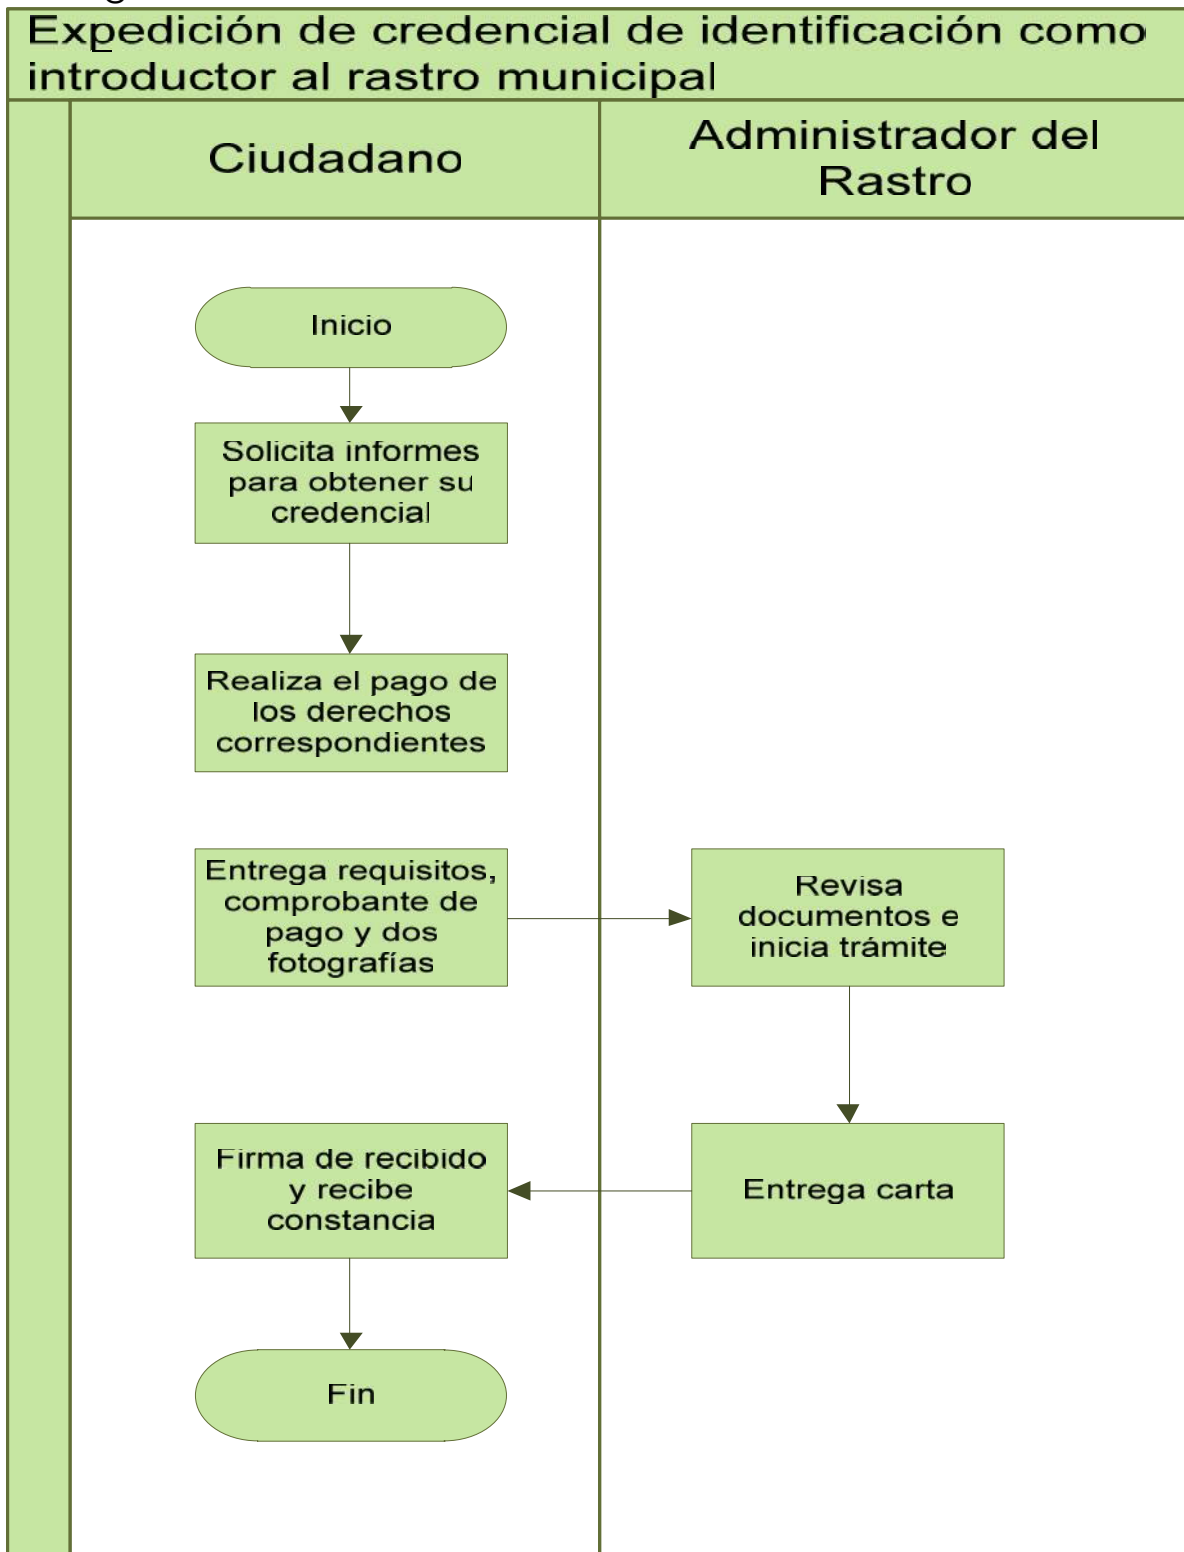 Expedición de credencial de identificación como
introductor al rastro municipal
Ciudadano
Administrador del
Rastro
Inicio
Solicita informes
para obtener su
credencial
Realiza el pago de
los derechos
correspondientes
Entrega requisitos,
comprobante de
pago y dos
fotografías
Revisa
documentos e
inicia trámite
Firma de recibido
y recibe
constancia
Entrega carta
Fin